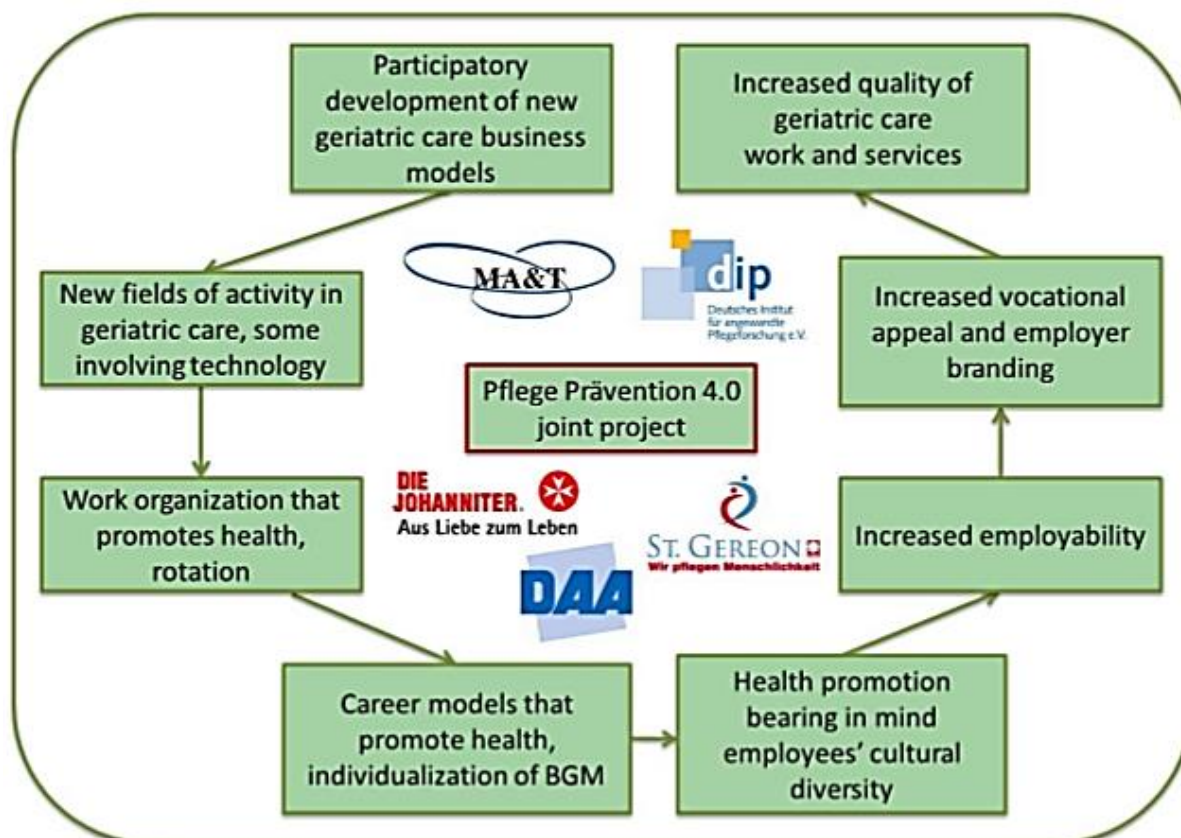 Participatory
development of new
geriatric care business
models
Increased quality of
geriatric care
work and services
MA&T
dip
Deutsches Institut
für angewandte
Pflegeforschung e.V.
New fields of activity in
geriatric care, some
involving technology
Increased vocational
appeal and employer
branding
Pflege Prävention 4.0
joint project
Work organization that
promotes health,
rotation
DIE
JOHANNITER.
Aus Liebe zum Leben
ST. GEREON
Wir pflegen Menschlichkeit
Increased employability
DAA
Career models that
promote health,
individualization of BGM
Health promotion
bearing in mind
employees’ cultural
diversity